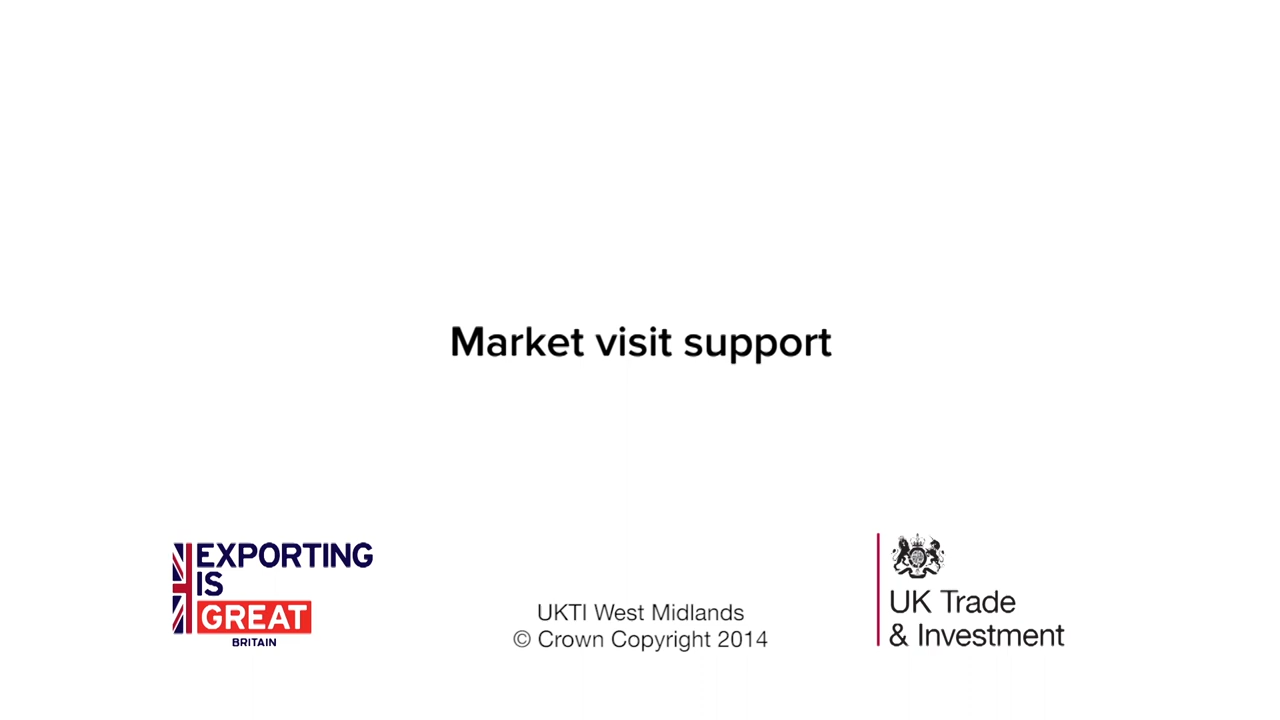 Market visit support
EXPORTING
IS
GREAT
BRITAIN
UKTI West Midlands
© Crown Copyright 2014
UK Trade
& Investment